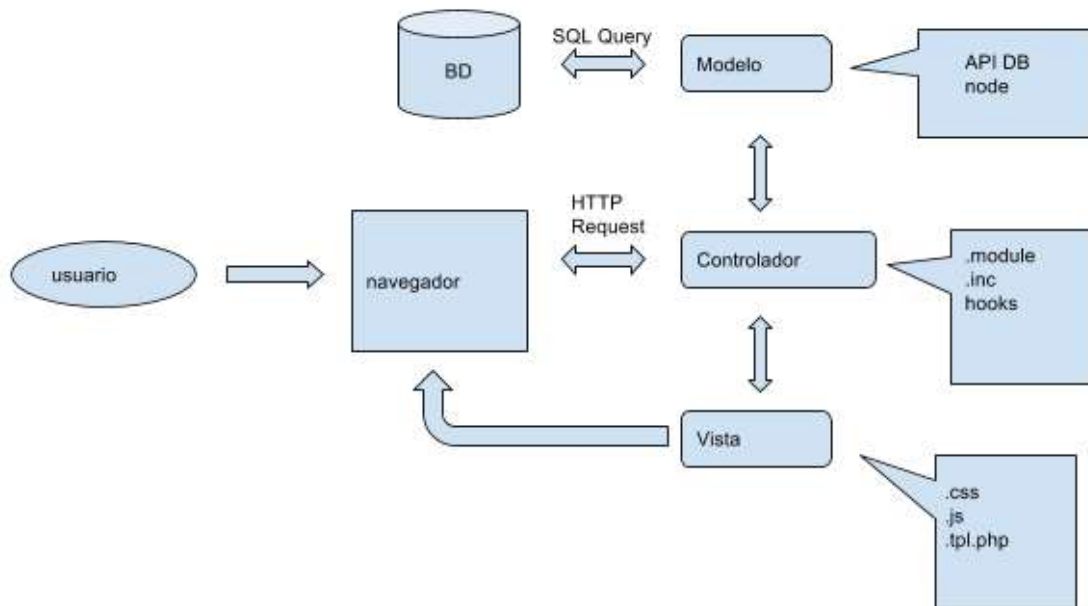 BD
SQL Query
Modelo
API DB
node
usuario
navegador
HTTP
Request
Controlador
.module
.inc
hooks
Vista
.css
.js
.tpl.php